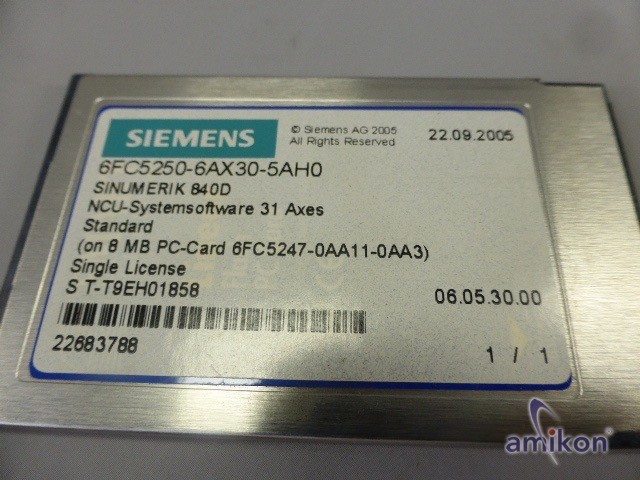 SIEMENS
© Siemens AG 2005
All Rights Reserved
22.09.2005
6FC5250-6AX30-5AH0
SINUMERIK 840D
NCU-Systemsoftware 31 Axes
Standard
(on 8 MB PC-Card 6FC5247-0AA11-0AA3)
Single License
S T-T9EH01858
06.05.30.00
22683788
1 / 1
amikon